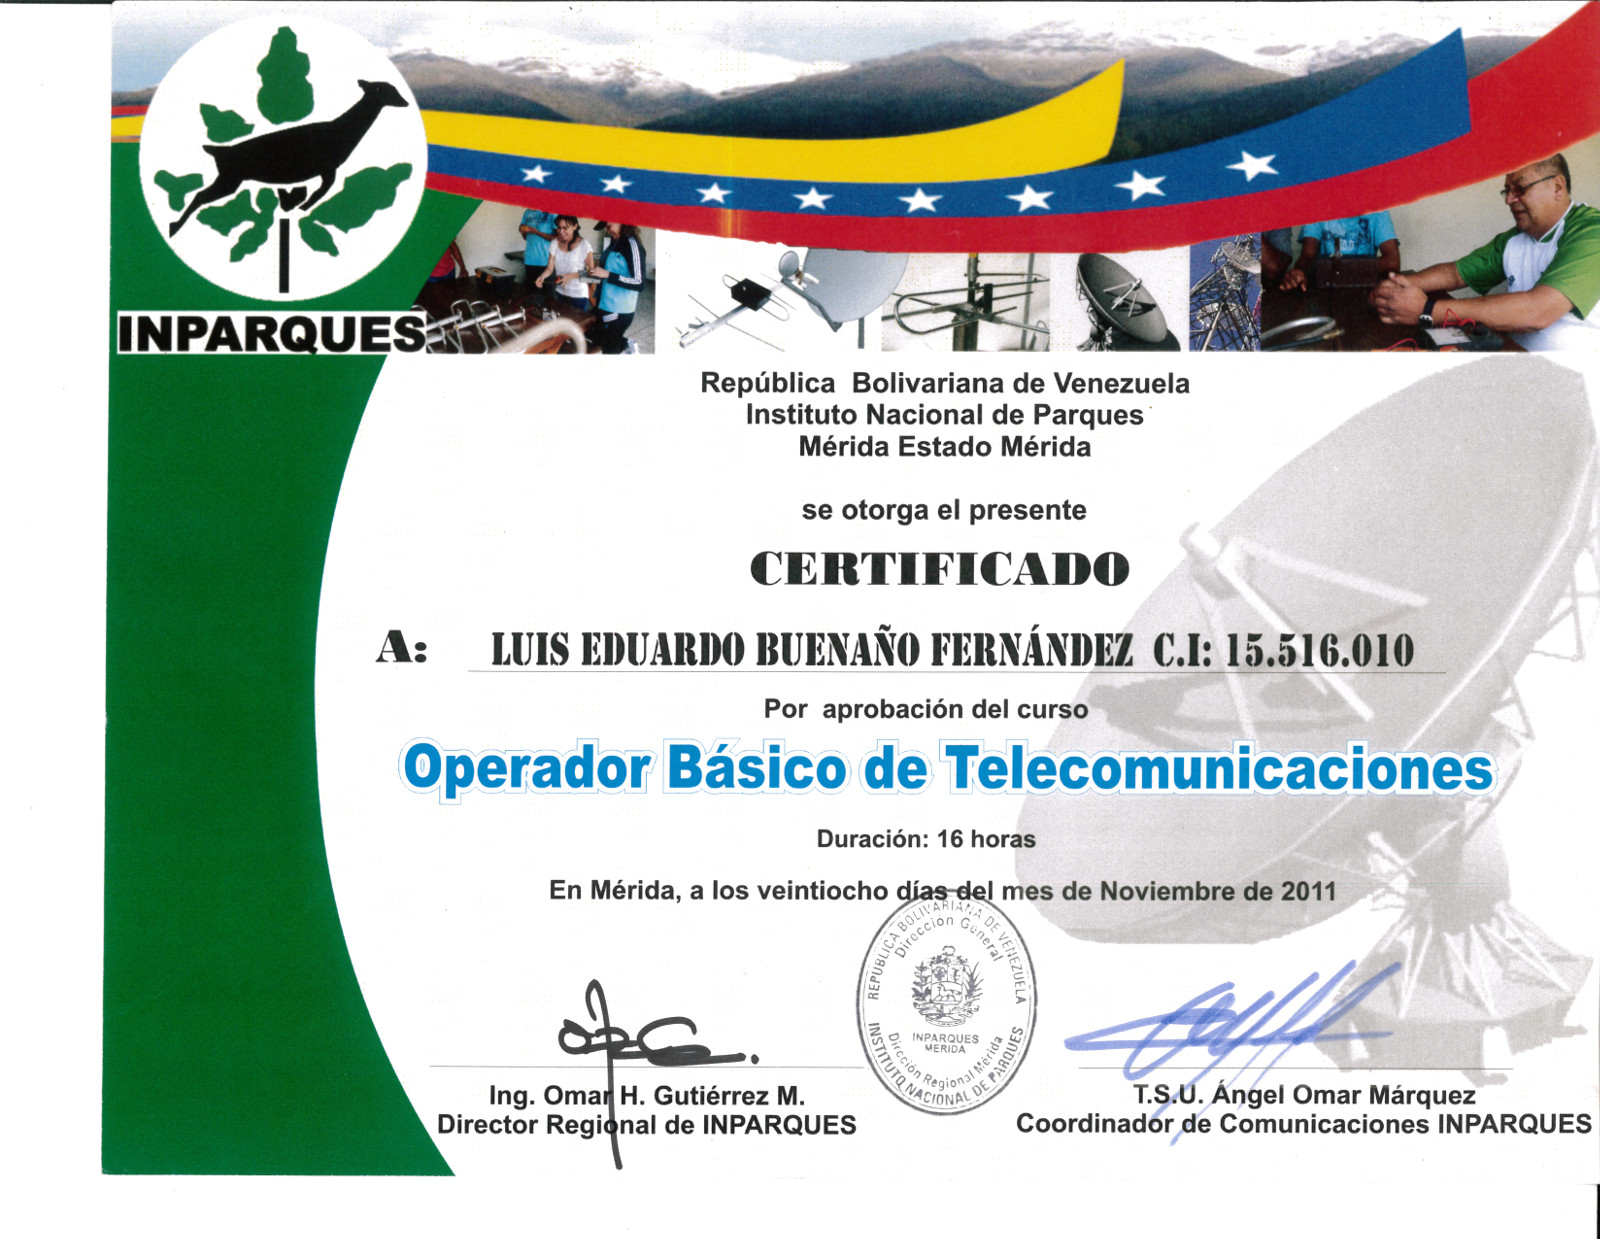 INPARQUES
República Bolivariana de Venezuela
Instituto Nacional de Parques
Mérida Estado Mérida
se otorga el presente
CERTIFICADO
A: LUIS EDUARDO BUENAÑO FERNÁNDEZ C.I: 15.516.010
Por aprobación del curso
Operador Básico de Telecomunicaciones
Duración: 16 horas
En Mérida, a los veintiocho días del mes de Noviembre de 2011
REPÚBLICA BOLIVARIANA DE VENEZUELA
Dirección General
INPARQUES
MERIDA
Dirección Regional Mérida
INSTITUTO NACIONAL DE PARQUES
Ing. Omar H. Gutiérrez M.
Director Regional de INPARQUES
T.S.U. Ángel Omar Márquez
Coordinador de Comunicaciones INPARQUES